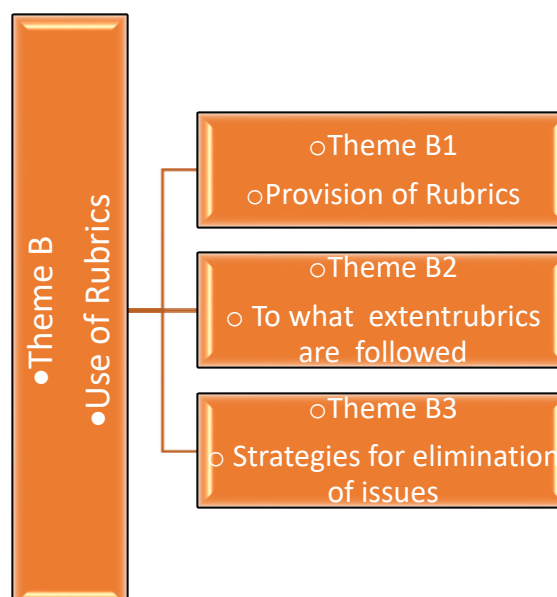 •Theme B
•Use of Rubrics
○Theme B1
○Provision of Rubrics
○Theme B2
○ To what extentrubrics
are followed
○Theme B3
○ Strategies for elimination
of issues